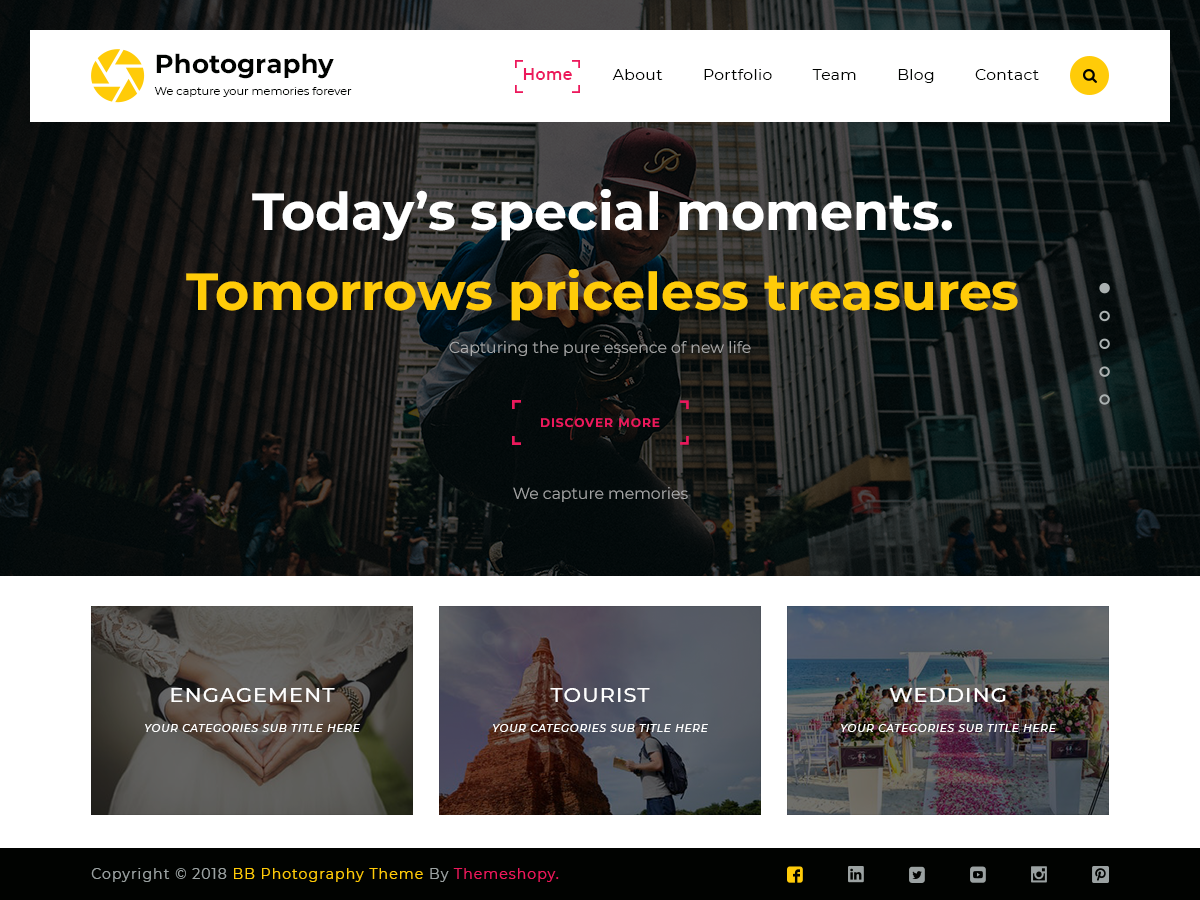 Photography
We capture your memories forever
Home About Portfolio Team Blog Contact
Today’s special moments.
Tomorrows priceless treasures
Capturing the pure essence of new life
DISCOVER MORE
We capture memories
ENGAGEMENT
YOUR CATEGORIES SUB TITLE HERE
TOURIST
YOUR CATEGORIES SUB TITLE HERE
WEDDING
YOUR CATEGORIES SUB TITLE HERE
Copyright © 2018 BB Photography Theme By Themeshopy.